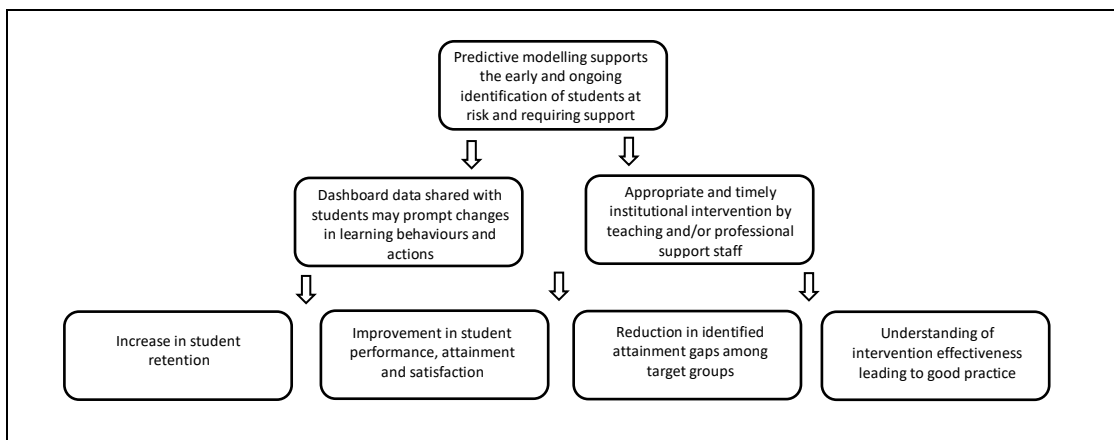 Predictive modelling supports
the early and ongoing
identification of students at
risk and requiring support
Dashboard data shared with
students may prompt changes
in learning behaviours and
actions
Appropriate and timely
institutional intervention by
teaching and/or professional
support staff
Increase in student
retention
Improvement in student
performance, attainment
and satisfaction
Reduction in identified
attainment gaps among
target groups
Understanding of
intervention effectiveness
leading to good practice